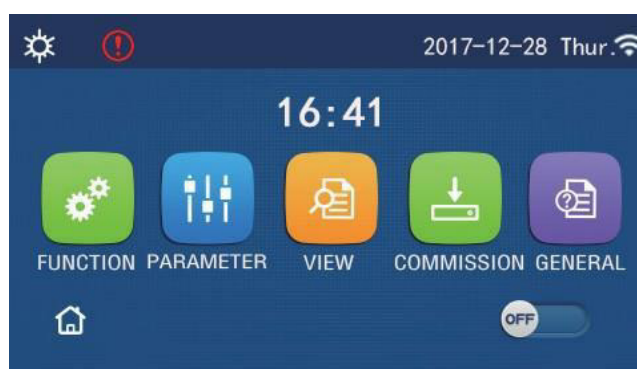 2017-12-28 Thur.
16:41
FUNCTION PARAMETER VIEW COMMISSION GENERAL
OFF